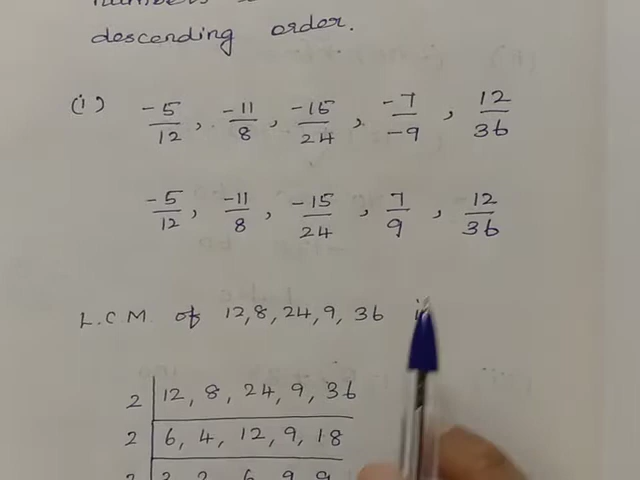 descending order.
(i) -5/12, -11/8, -15/24, -7/-9, 12/36
-5/12, -11/8, -15/24, 7/9, 12/36
L.C.M. of 12,8,24,9,36
2 | 12, 8, 24, 9, 36
2 | 6, 4, 12, 9, 18